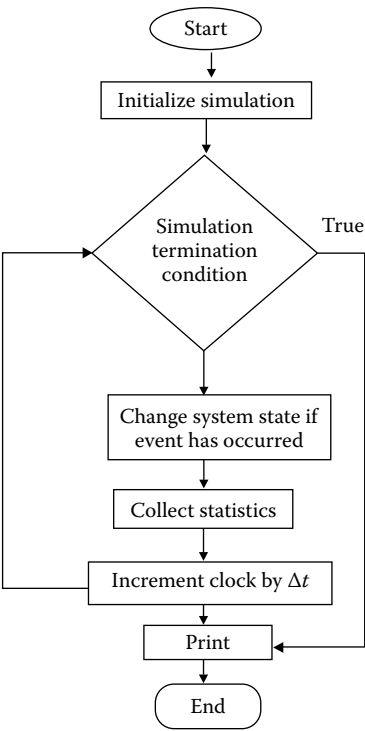 Start
Initialize simulation
Simulation
termination
condition
True
Change system state if
event has occurred
Collect statistics
Increment clock by Δt
Print
End